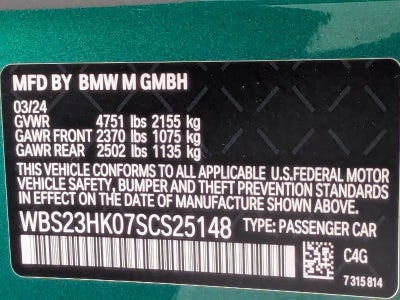 MFD BY BMW M GMBH
03/24
GVWR 4751 lbs 2155 kg
GAWR FRONT 2370 lbs 1075 kg
GAWR REAR 2502 lbs 1135 kg
THIS VEHICLE CONFORMS TO ALL APPLICABLE U.S.FEDERAL MOTOR
VEHICLE SAFETY, BUMPER AND THEFT PREVENTION STANDARDS
IN EFFECT ON THE DATE OF MANUFACTURE SHOWN ABOVE.
WBS23HK07SCS25148 TYPE: PASSENGER CAR
C4G
7 315 814